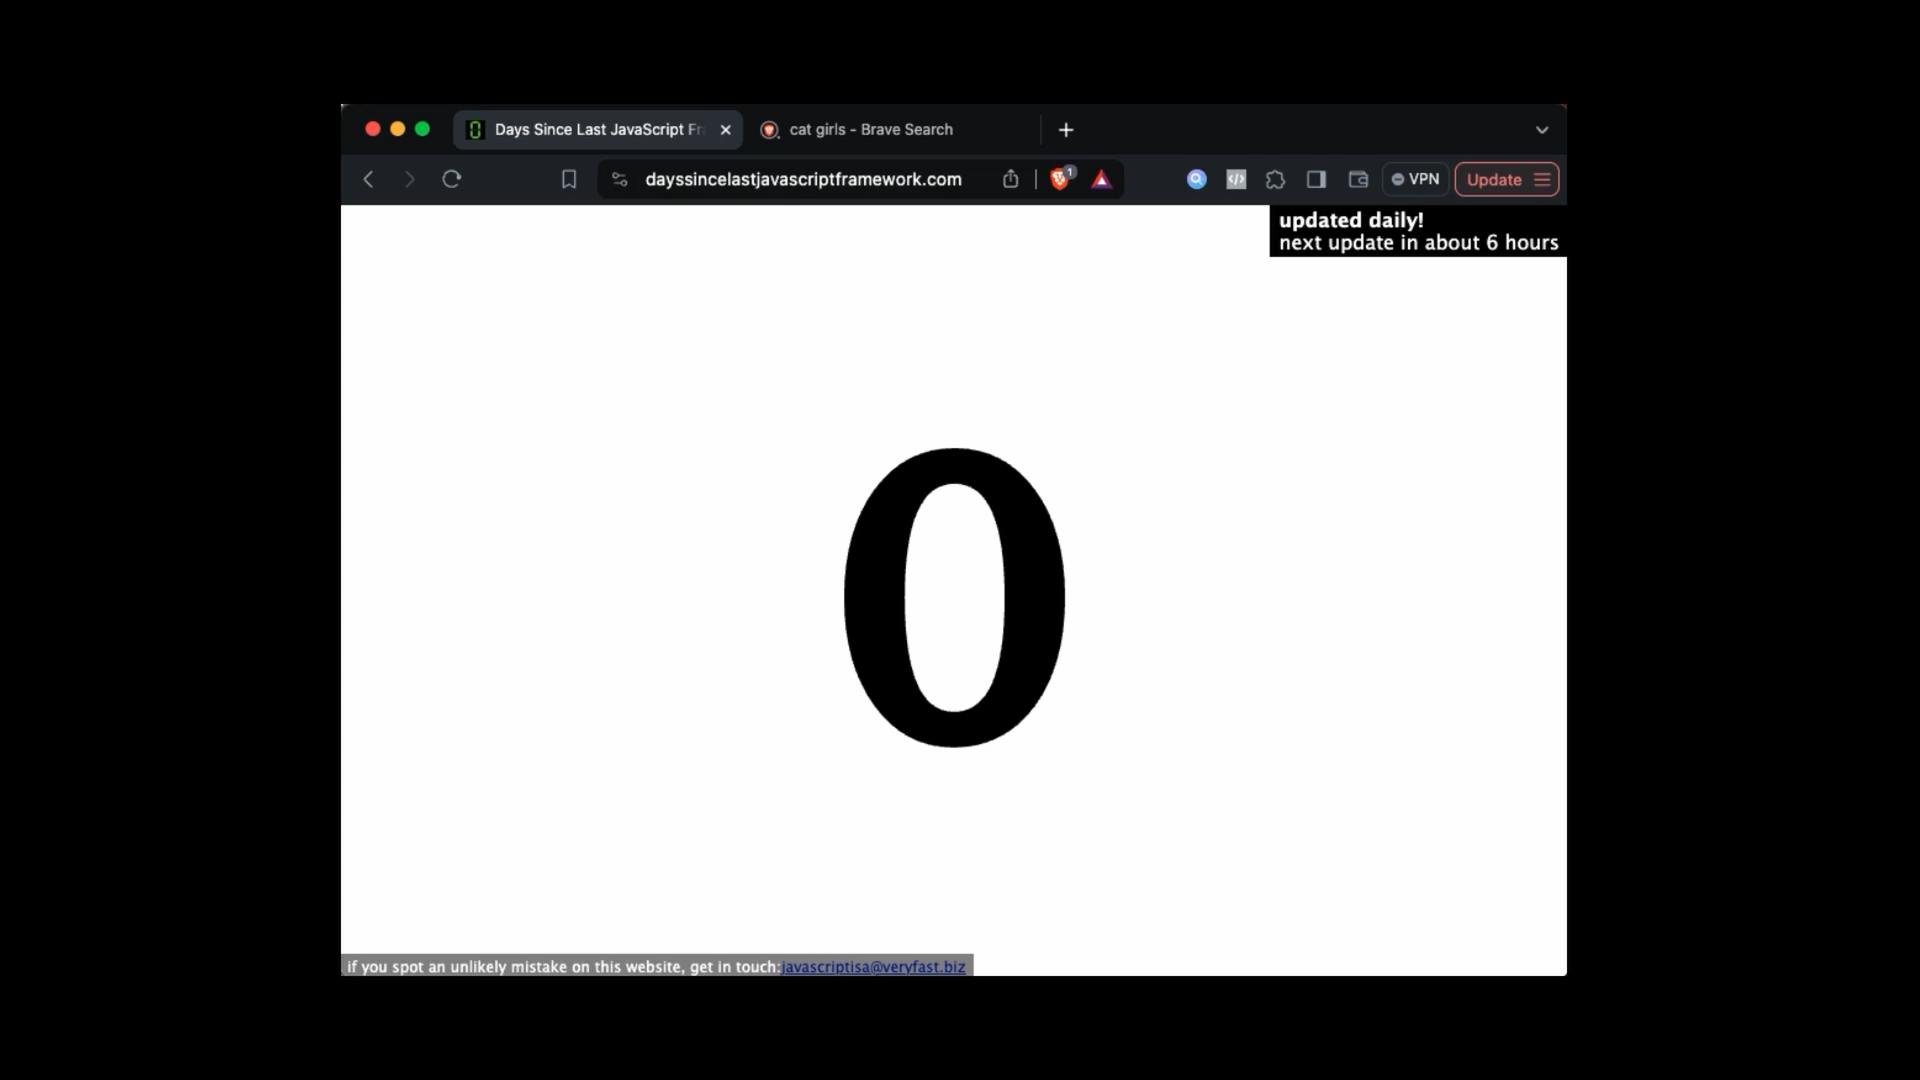 Days Since Last JavaScript Fr
cat girls - Brave Search
dayssincelastjavascriptframework.com
1
VPN
Update
updated daily!
next update in about 6 hours
0
if you spot an unlikely mistake on this website, get in touch:javascriptisa@veryfast.biz